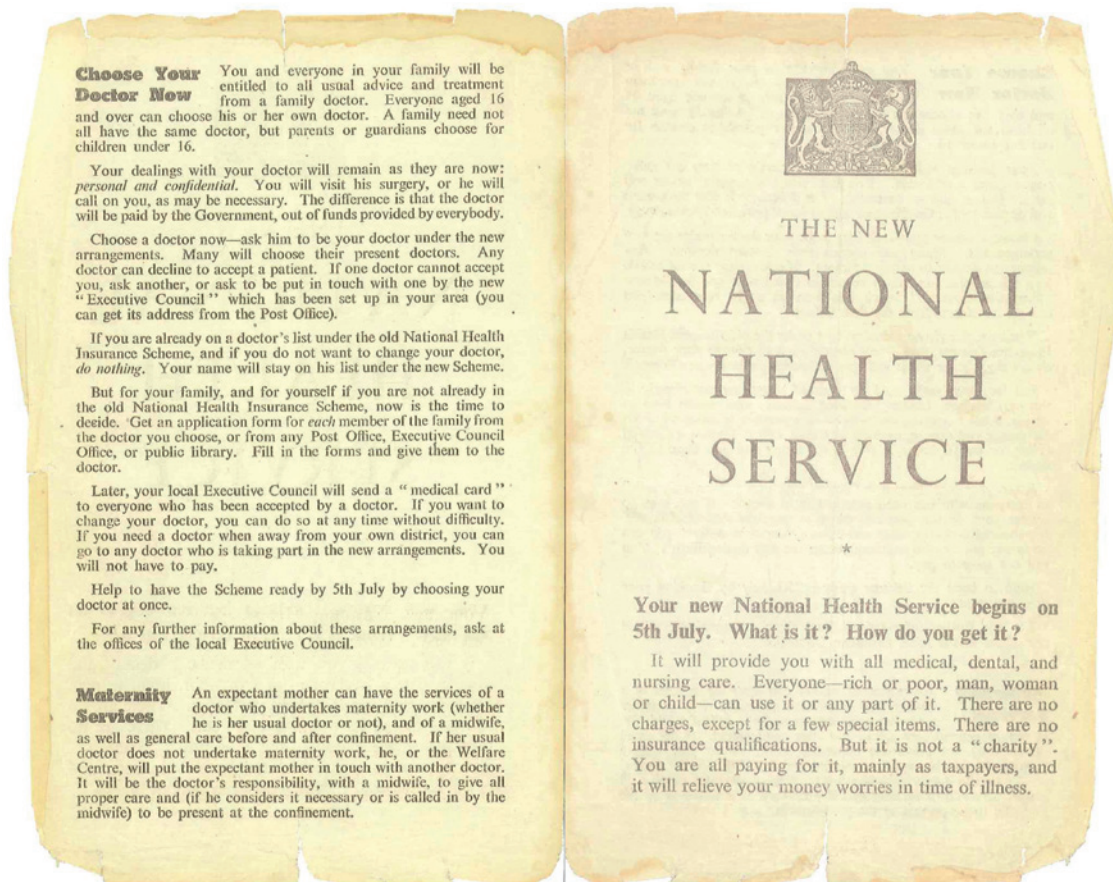 Choose Your Doctor Now
You and everyone in your family will be
entitled to all usual advice and treatment
from a family doctor. Everyone aged 16
and over can choose his or her own doctor. A family need not
all have the same doctor, but parents or guardians choose for
children under 16.
Your dealings with your doctor will remain as they are now:
personal and confidential. You will visit his surgery, or he will
call on you, as may be necessary. The difference is that the doctor
will be paid by the Government, out of funds provided by everybody.
Choose a doctor now—ask him to be your doctor under the new
arrangements. Many will choose their present doctors. Any
doctor can decline to accept a patient. If one doctor cannot accept
you, ask another, or ask to be put in touch with one by the new
"Executive Council" which has been set up in your area (you
can get its address from the Post Office).
If you are already on a doctor's list under the old National Health
Insurance Scheme, and if you do not want to change your doctor,
do nothing. Your name will stay on his list under the new Scheme.
But for your family, and for yourself if you are not already in
the old National Health Insurance Scheme, now is the time to
decide. Get an application form for each member of the family from
the doctor you choose, or from any Post Office, Executive Council
Office, or public library. Fill in the forms and give them to the
doctor.
Later, your local Executive Council will send a "medical card"
to everyone who has been accepted by a doctor. If you want to
change your doctor, you can do so at any time without difficulty.
If you need a doctor when away from your own district, you can
go to any doctor who is taking part in the new arrangements. You
will not have to pay.
Help to have the Scheme ready by 5th July by choosing your
doctor at once.
For any further information about these arrangements, ask at
the offices of the local Executive Council.
Maternity Services
An expectant mother can have the services of a
doctor who undertakes maternity work (whether
he is her usual doctor or not), and of a midwife,
as well as general care before and after confinement. If her usual
doctor does not undertake maternity work, he, or the Welfare
Centre, will put the expectant mother in touch with another doctor.
It will be the doctor's responsibility, with a midwife, to give all
proper care and (if he considers it necessary or is called in by the
midwife) to be present at the confinement.
THE NEW
NATIONAL
HEALTH
SERVICE
*
Your new National Health Service begins on
5th July. What is it? How do you get it?
It will provide you with all medical, dental, and
nursing care. Everyone—rich or poor, man, woman
or child—can use it or any part of it. There are no
charges, except for a few special items. There are no
insurance qualifications. But it is not a "charity".
You are all paying for it, mainly as taxpayers, and
it will relieve your money worries in time of illness.